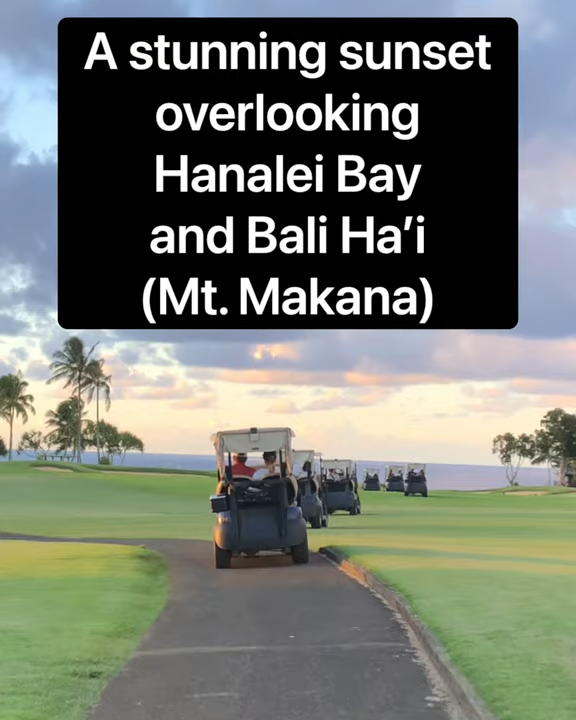 A stunning sunset
overlooking
Hanalei Bay
and Bali Ha’i
(Mt. Makana)